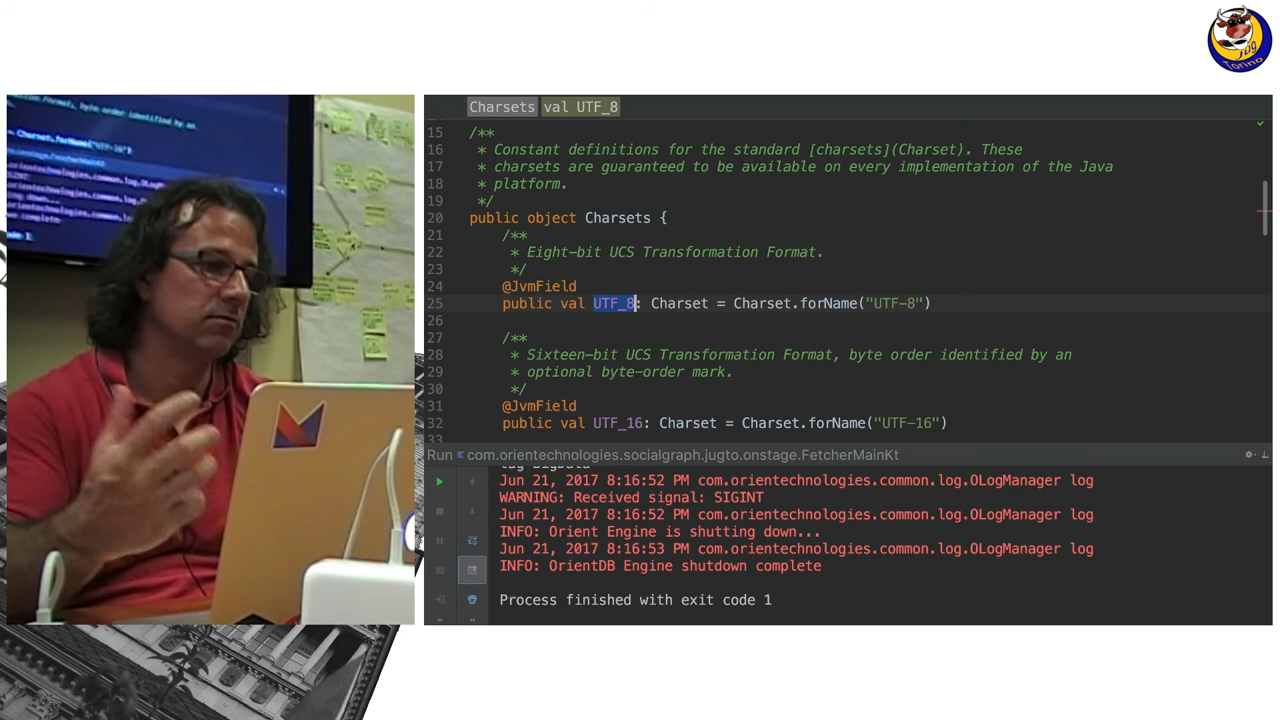 Jug
Torino
Charset.forName("UTF-16")
Charsets val UTF_8
15 /**
16 * Constant definitions for the standard [charsets](Charset). These
17 * charsets are guaranteed to be available on every implementation of the Java
18 * platform.
19 */
20 public object Charsets {
21 /**
22 * Eight-bit UCS Transformation Format.
23 */
24 @JvmField
25 public val UTF_8: Charset = Charset.forName("UTF-8")
26
27 /**
28 * Sixteen-bit UCS Transformation Format, byte order identified by an
29 * optional byte-order mark.
30 */
31 @JvmField
32 public val UTF_16: Charset = Charset.forName("UTF-16")
33
Run com.orientechnologies.socialgraph.jugto.onstage.FetcherMainKt
Jun 21, 2017 8:16:52 PM com.orientechnologies.common.log.OLogManager log
WARNING: Received signal: SIGINT
Jun 21, 2017 8:16:52 PM com.orientechnologies.common.log.OLogManager log
INFO: Orient Engine is shutting down...
Jun 21, 2017 8:16:53 PM com.orientechnologies.common.log.OLogManager log
INFO: OrientDB Engine shutdown complete
Process finished with exit code 1